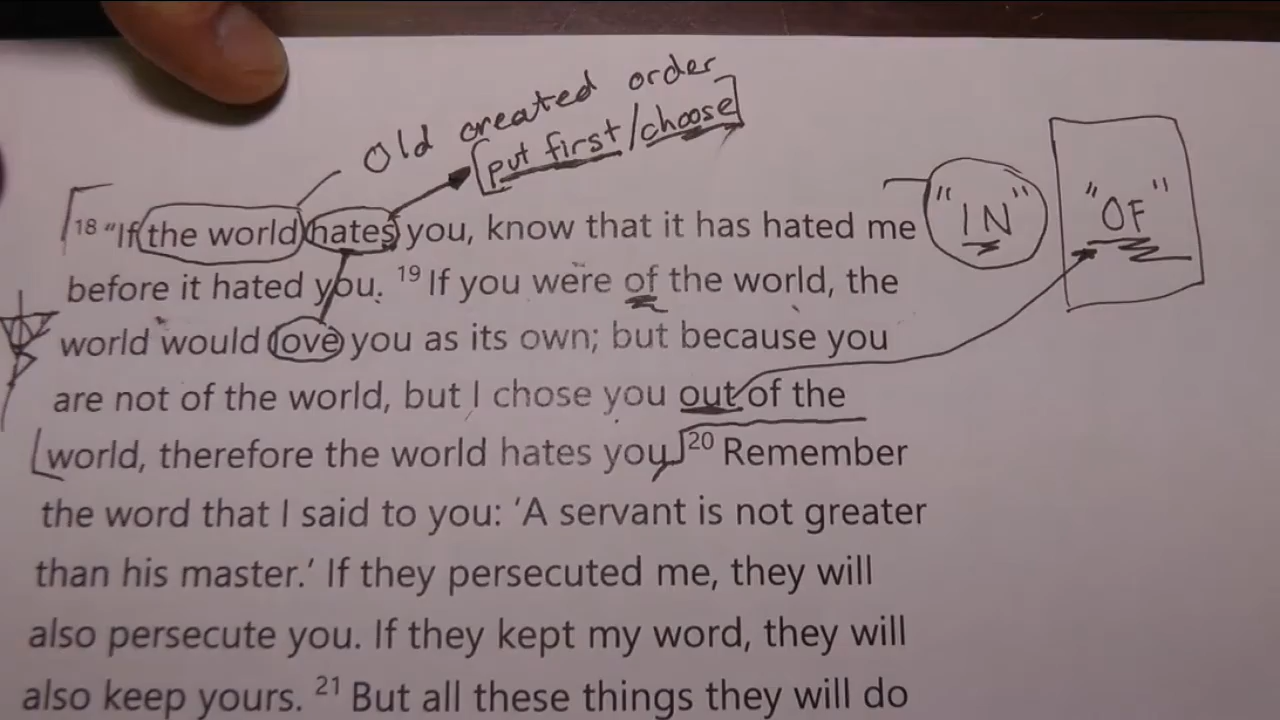 Old created order
[put first/choose]
18 “If the world hates you, know that it has hated me
"IN"
"OF"
before it hated you. 19 If you were of the world, the
world would love you as its own; but because you
are not of the world, but I chose you out of the
world, therefore the world hates you. 20 Remember
the word that I said to you: ‘A servant is not greater
than his master.’ If they persecuted me, they will
also persecute you. If they kept my word, they will
also keep yours. 21 But all these things they will do